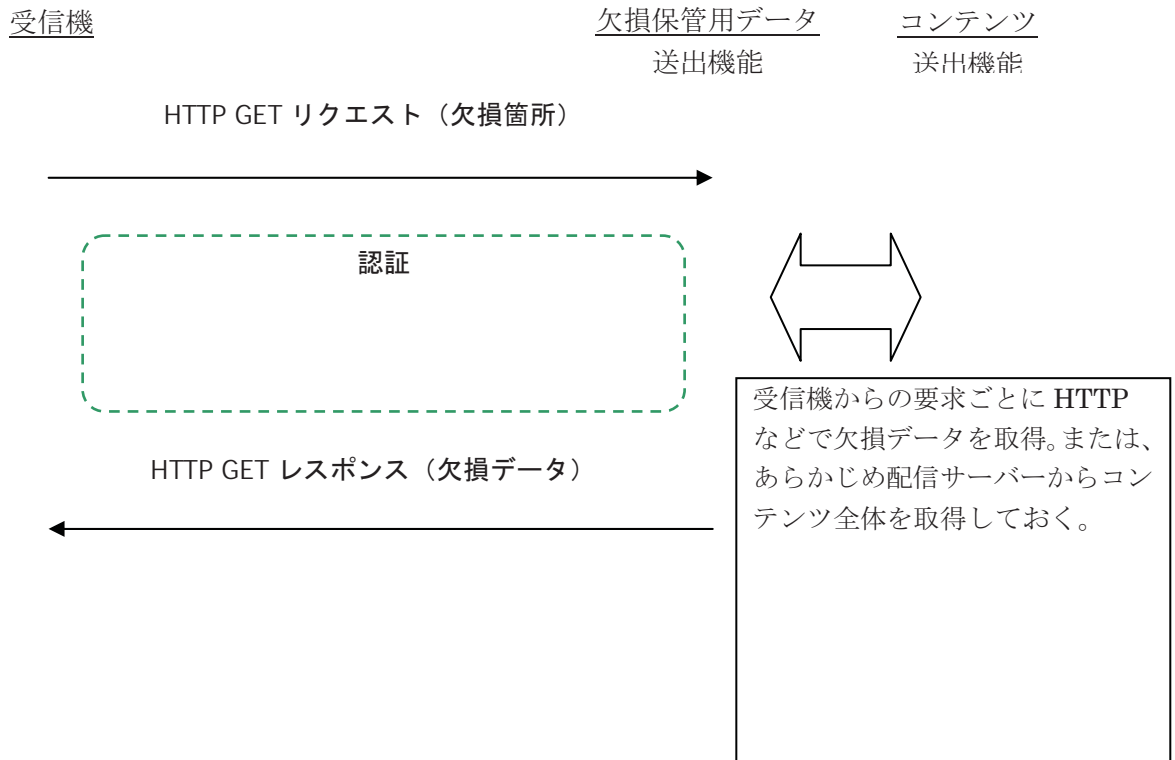 受信機
欠損保管用データ
送出機能
コンテンツ
送出機能
HTTP GET リクエスト（欠損箇所）
認証
HTTP GET レスポンス（欠損データ）
受信機からの要求ごとに HTTP
などで欠損データを取得。または、
あらかじめ配信サーバーからコン
テンツ全体を取得しておく。